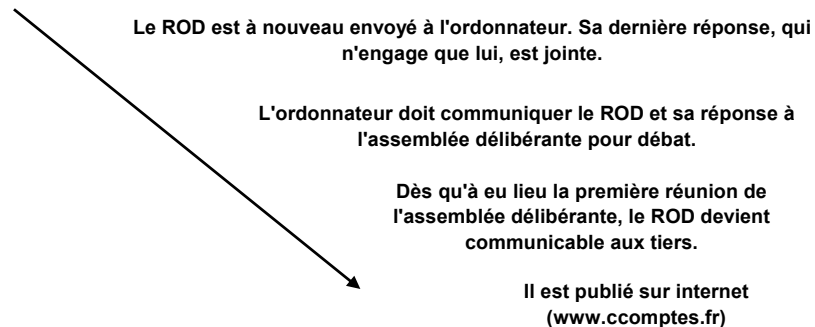 Le ROD est à nouveau envoyé à l'ordonnateur. Sa dernière réponse, qui
n'engage que lui, est jointe.
L'ordonnateur doit communiquer le ROD et sa réponse à
l'assemblée délibérante pour débat.
Dès qu'à eu lieu la première réunion de
l'assemblée délibérante, le ROD devient
communicable aux tiers.
Il est publié sur internet
(www.ccomptes.fr)